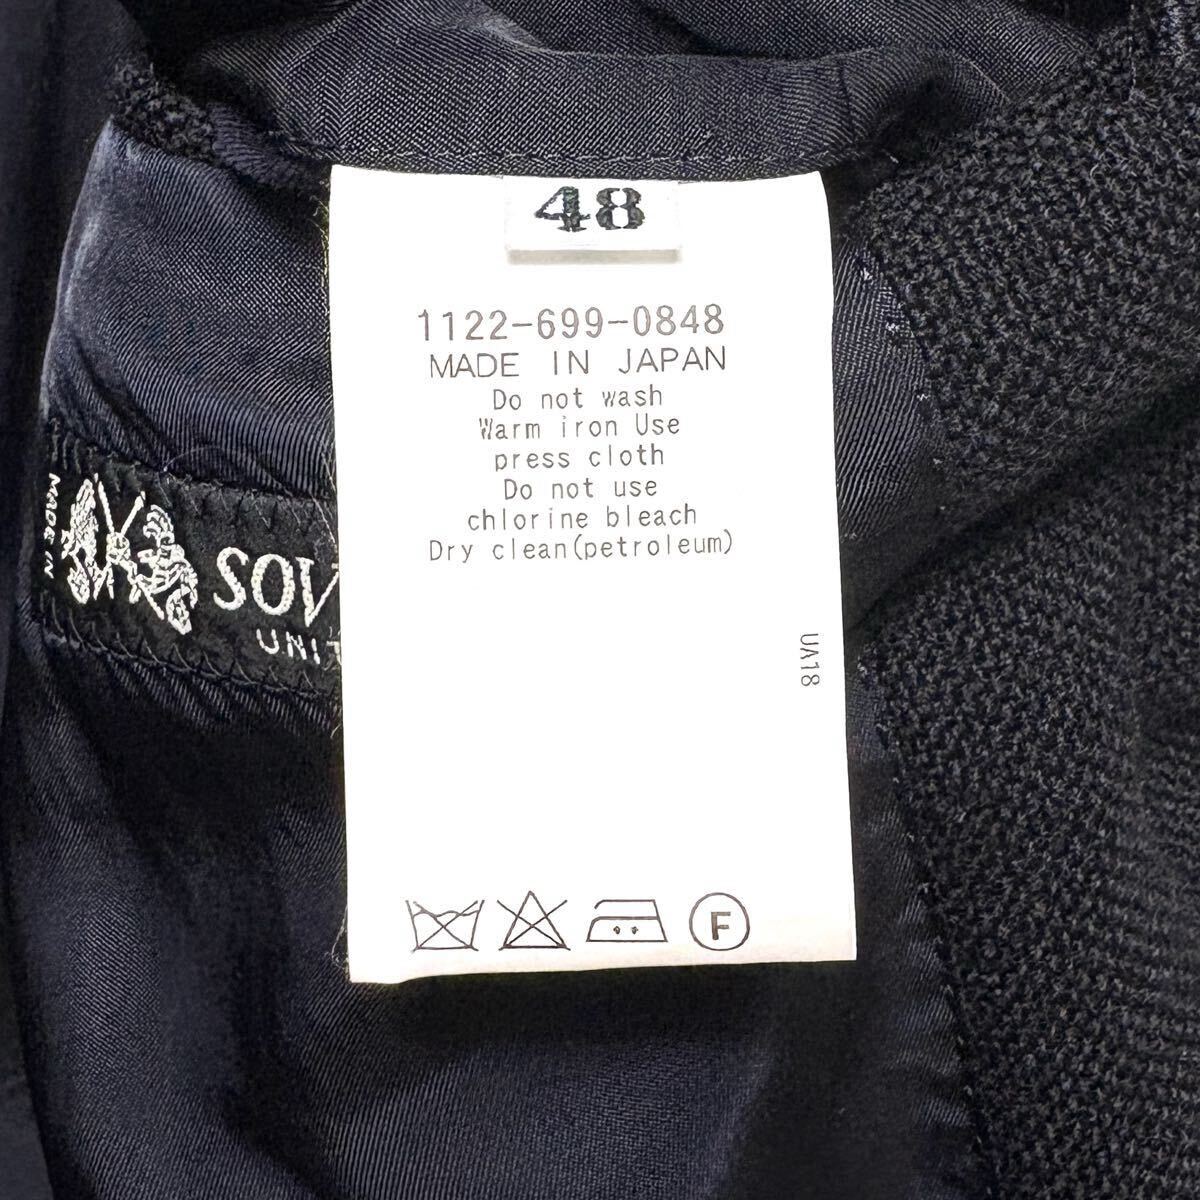 48
1122-699-0848
MADE IN JAPAN
Do not wash
Warm iron Use
press cloth
Do not use
chlorine bleach
Dry clean(petroleum)
UA18
F
MADE IN
SOV
UNIT